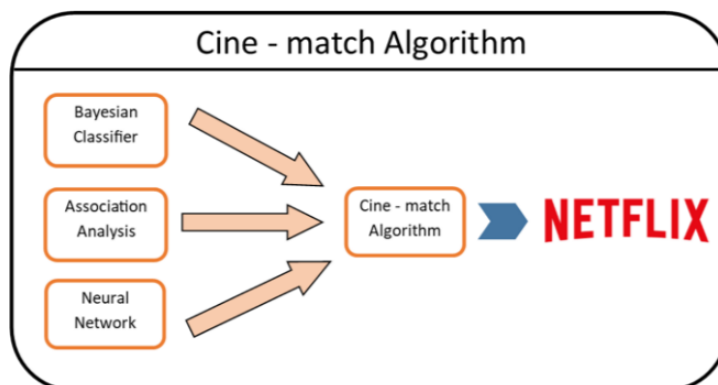 Cine - match Algorithm
Bayesian
Classifier
Association
Analysis
Neural
Network
Cine - match
Algorithm
NETFLIX